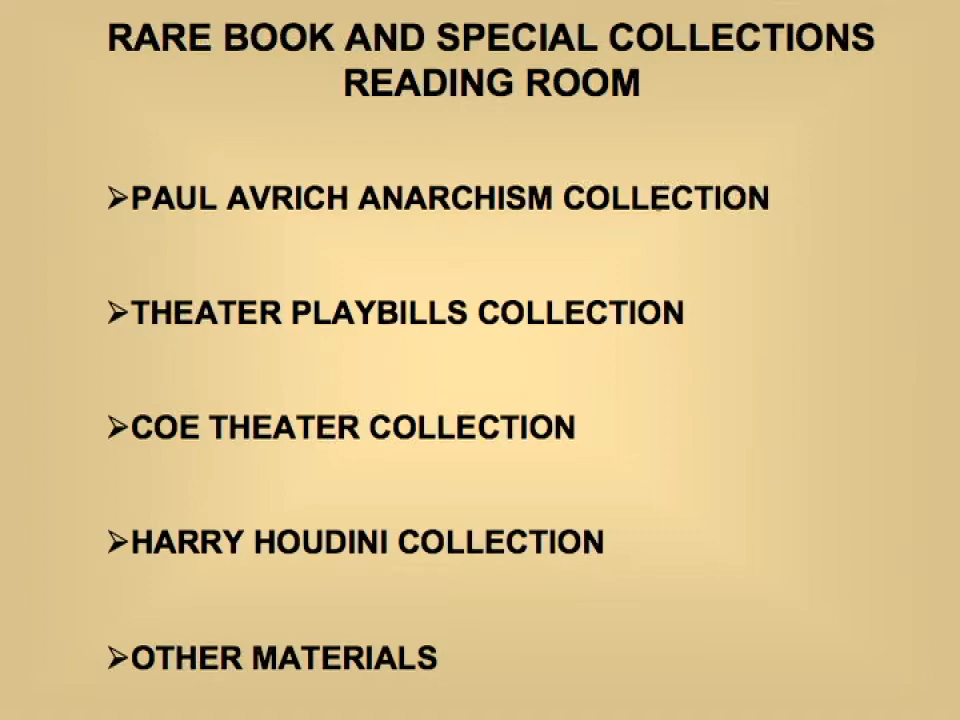 RARE BOOK AND SPECIAL COLLECTIONS
READING ROOM
➢PAUL AVRICH ANARCHISM COLLECTION
➢THEATER PLAYBILLS COLLECTION
➢COE THEATER COLLECTION
➢HARRY HOUDINI COLLECTION
➢OTHER MATERIALS